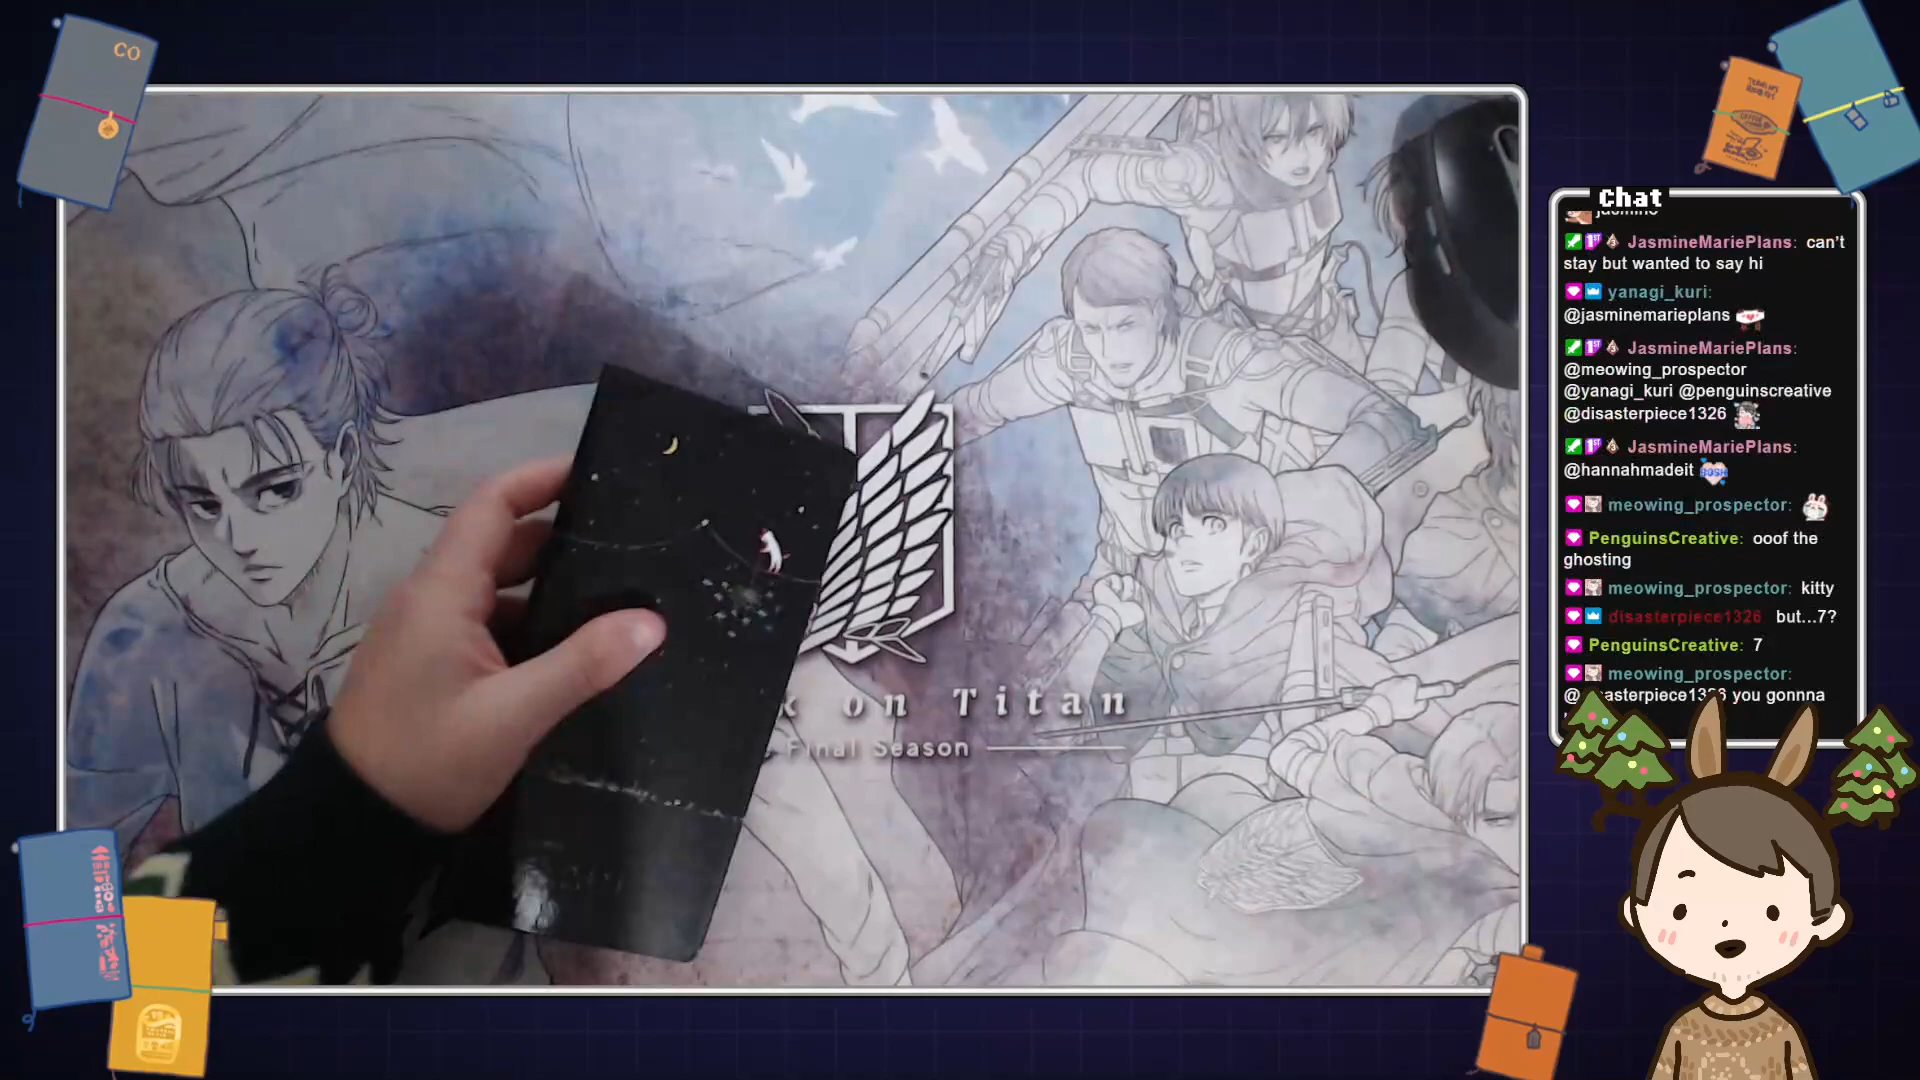 CO
chat
jasmine
JasmineMariePlans: can't
stay but wanted to say hi
yanagi_kuri:
@jasminemarieplans
JasmineMariePlans:
@meowing_prospector
@yanagi_kuri @penguinscreative
@disasterpiece1326
JasmineMariePlans:
@hannahmadeit
meowing_prospector:
PenguinsCreative: ooof the
ghosting
meowing_prospector: kitty
disasterpiece1326 but...7?
PenguinsCreative: 7
meowing_prospector:
you gonnna
on Titan
Final Season